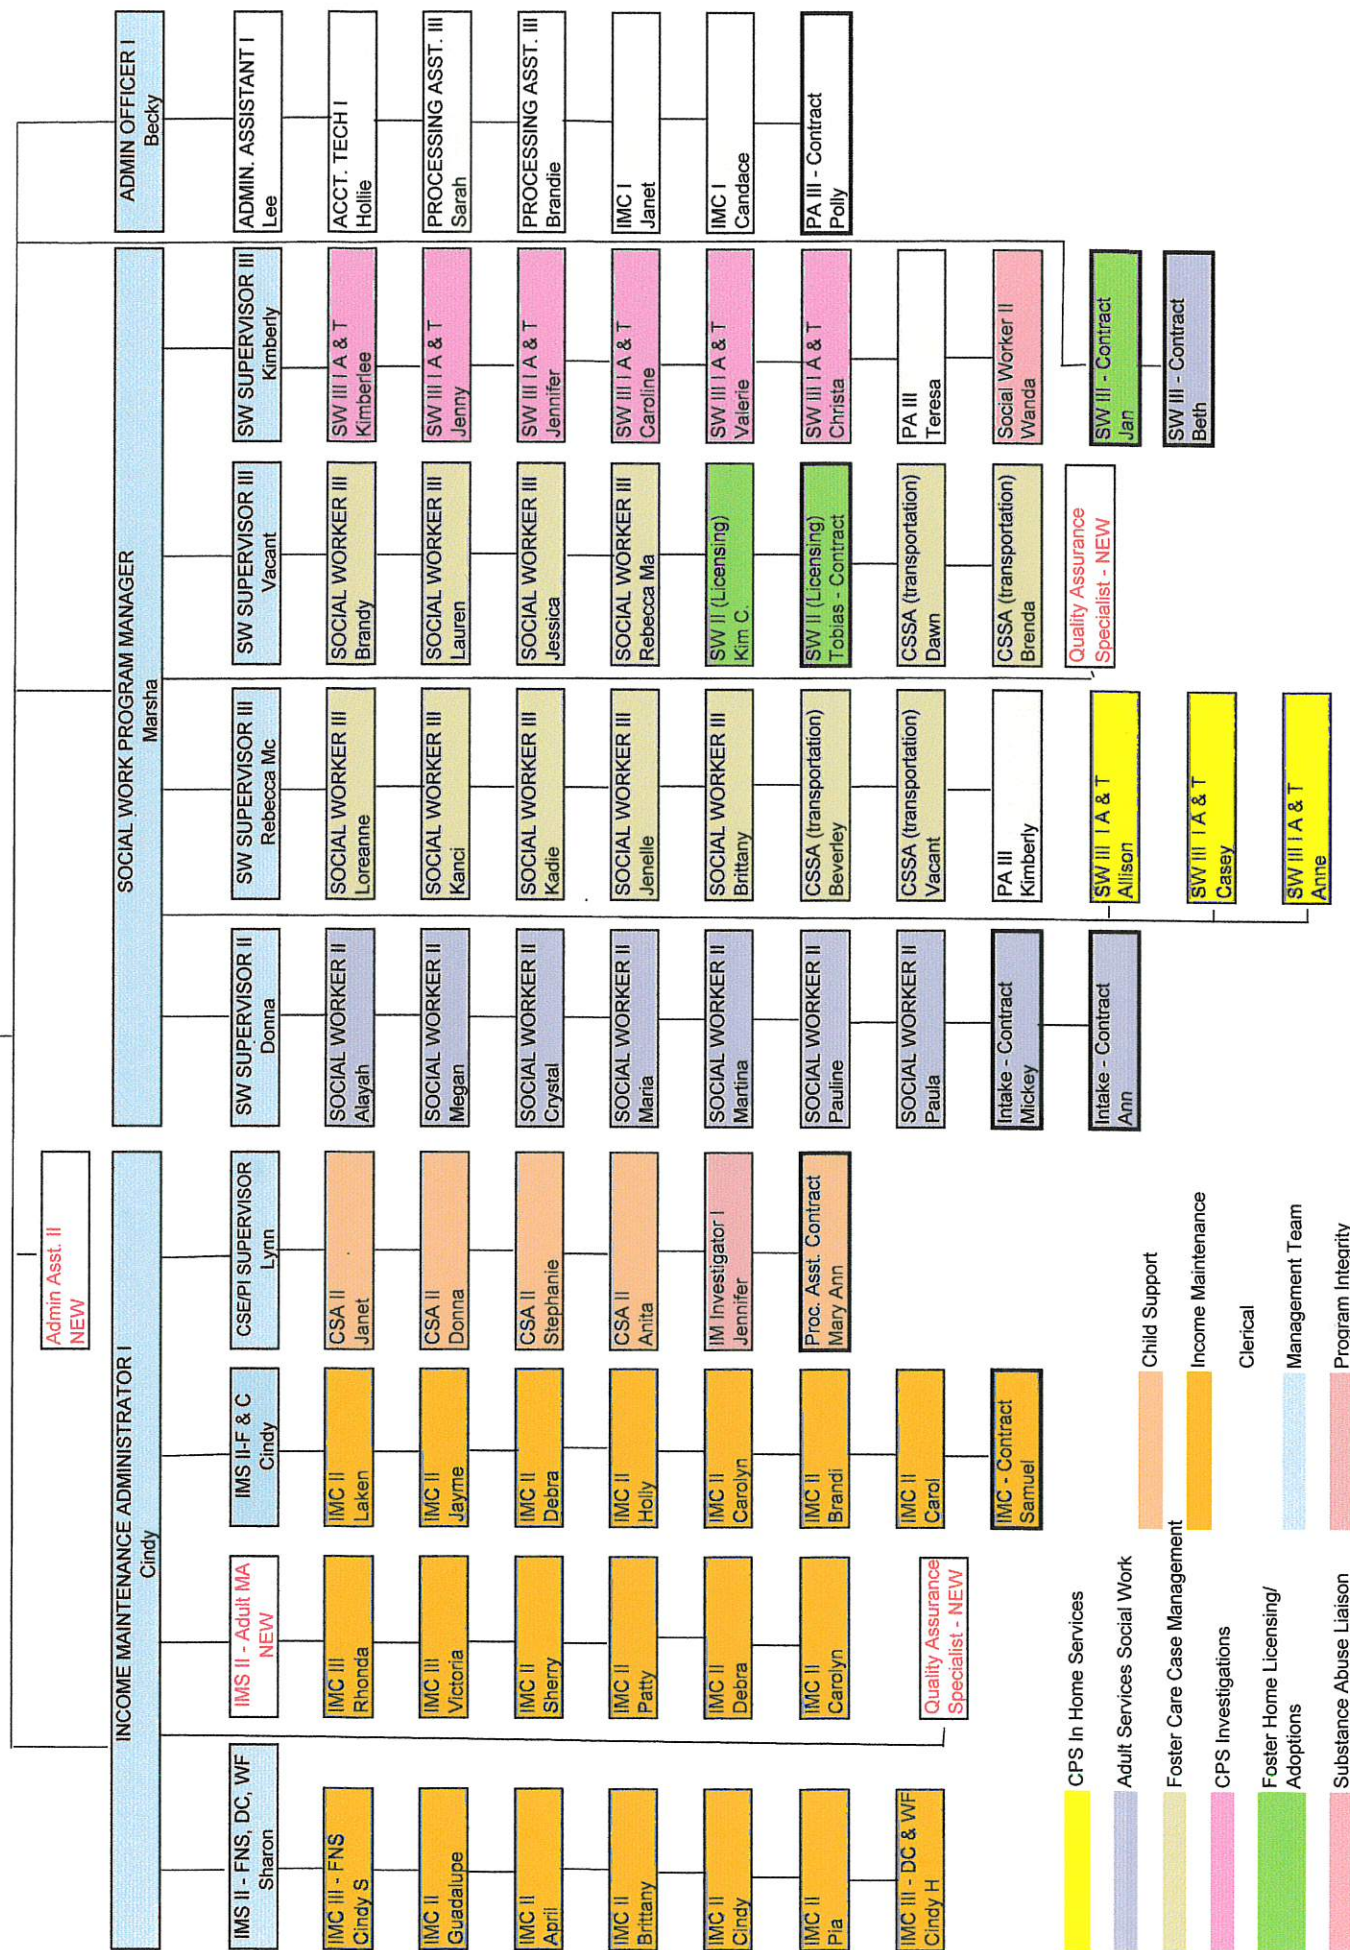 Admin Asst. II
NEW
INCOME MAINTENANCE ADMINISTRATOR I
Cindy
SOCIAL WORK PROGRAM MANAGER
Marsha
ADMIN OFFICER I
Becky
IMS II - FNS, DC, WF
Sharon
IMC III - FNS
Cindy S
IMC II
Guadalupe
IMC II
April
IMC II
Brittany
IMC II
Cindy
IMC II
Pia
IMC III - DC & WF
Cindy H
IMS II - Adult MA
NEW
IMC III
Rhonda
IMC III
Victoria
IMC II
Sherry
IMC II
Patty
IMC II
Debra
IMC II
Carolyn
Quality Assurance
Specialist - NEW
IMS II-F & C
Cindy
IMC II
Laken
IMC II
Jayme
IMC II
Debra
IMC II
Holly
IMC II
Carolyn
IMC II
Brandi
IMC II
Carol
IMC - Contract
Samuel
CSE/PI SUPERVISOR
Lynn
CSA II
Janet
CSA II
Donna
CSA II
Stephanie
CSA II
Anita
IM Investigator I
Jennifer
Proc. Asst. Contract
Mary Ann
SW SUPERVISOR II
Donna
SOCIAL WORKER II
Alayah
SOCIAL WORKER II
Megan
SOCIAL WORKER II
Crystal
SOCIAL WORKER II
Maria
SOCIAL WORKER II
Martina
SOCIAL WORKER II
Pauline
SOCIAL WORKER II
Paula
Intake - Contract
Mickey
Intake - Contract
Ann
SW SUPERVISOR III
Rebecca Mc
SOCIAL WORKER III
Loreanne
SOCIAL WORKER III
Kanci
SOCIAL WORKER III
Kadie
SOCIAL WORKER III
Jenelle
SOCIAL WORKER III
Brittany
CSSA (transportation)
Beverley
CSSA (transportation)
Vacant
PA III
Kimberly
SW III I A & T
Allison
SW III I A & T
Casey
SW III I A & T
Anne
SW SUPERVISOR III
Vacant
SOCIAL WORKER III
Brandy
SOCIAL WORKER III
Lauren
SOCIAL WORKER III
Jessica
SOCIAL WORKER III
Rebecca Ma
SW II (Licensing)
Kim C.
SW II (Licensing)
Tobias - Contract
CSSA (transportation)
Dawn
CSSA (transportation)
Brenda
Quality Assurance
Specialist - NEW
SW SUPERVISOR III
Kimberly
SW III I A & T
Kimberlee
SW III I A & T
Jenny
SW III I A & T
Jennifer
SW III I A & T
Caroline
SW III I A & T
Valerie
SW III I A & T
Christa
PA III
Teresa
Social Worker II
Wanda
SW III - Contract
Jan
SW III - Contract
Beth
ADMIN. ASSISTANT I
Lee
ACCT. TECH I
Hollie
PROCESSING ASST. III
Sarah
PROCESSING ASST. III
Brandie
IMC I
Janet
IMC I
Candace
PA III - Contract
Polly
CPS In Home Services
Adult Services Social Work
Foster Care Case Management
CPS Investigations
Foster Home Licensing/
Adoptions
Substance Abuse Liaison
Child Support
Income Maintenance
Clerical
Management Team
Program Integrity